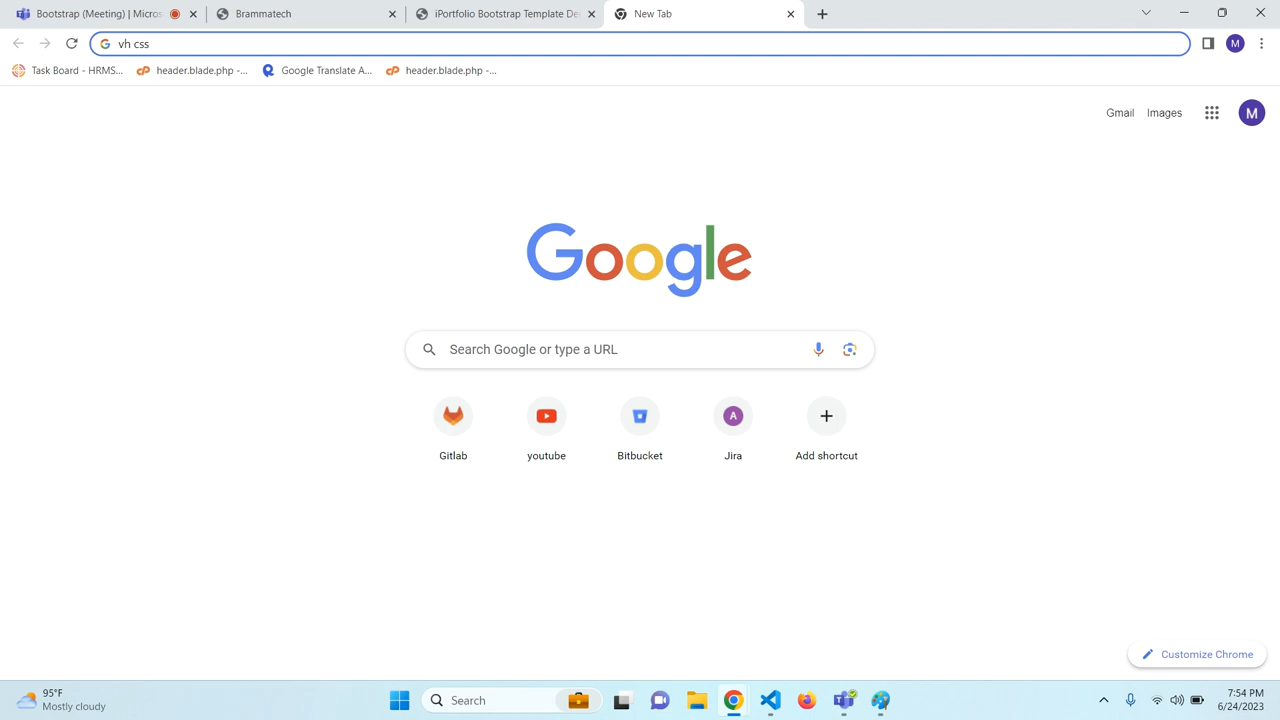 Bootstrap (Meeting) | Micros
Brammatech
iPortfolio Bootstrap Template De
New Tab
vh css
Task Board - HRMS...
header.blade.php -...
Google Translate A...
header.blade.php -...
Gmail
Images
M
M
Google
Search Google or type a URL
A
Gitlab
youtube
Bitbucket
Jira
Add shortcut
Customize Chrome
95°F
Mostly cloudy
Search
7:54 PM
6/24/2023